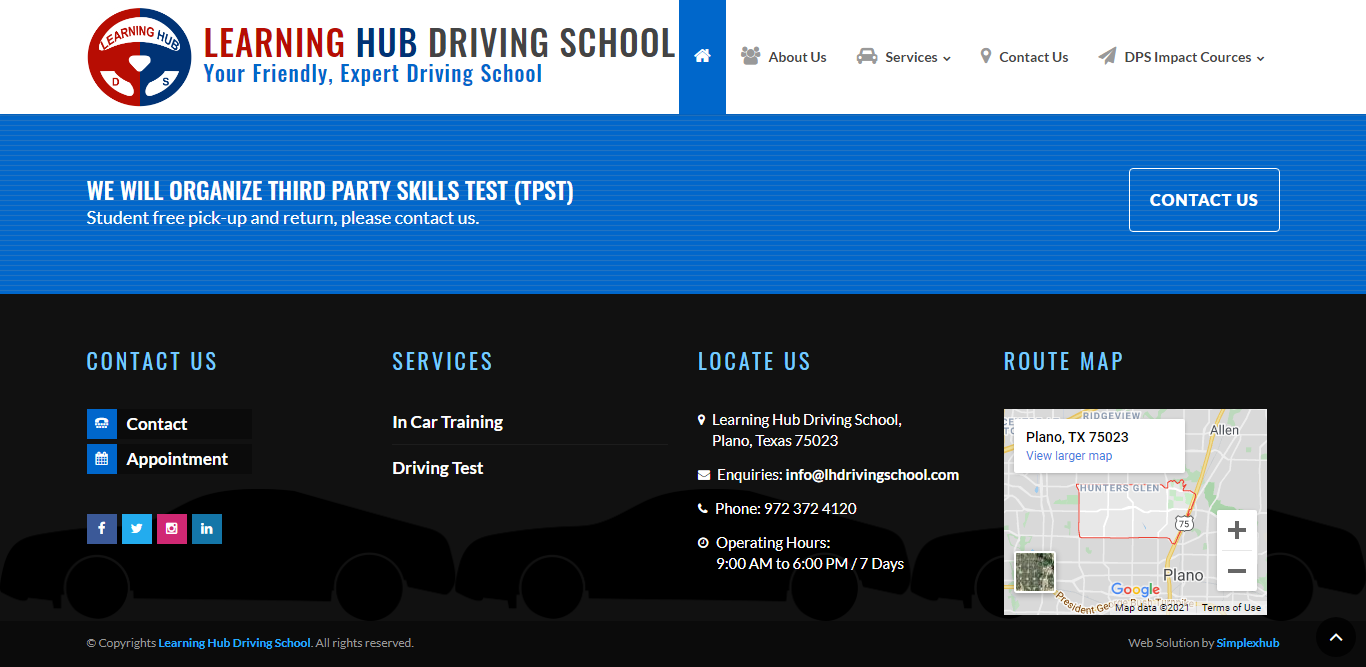 LEARNING HUB
D S
LEARNING HUB DRIVING SCHOOL
Your Friendly, Expert Driving School
About Us
Services
Contact Us
DPS Impact Cources
WE WILL ORGANIZE THIRD PARTY SKILLS TEST (TPST)
Student free pick-up and return, please contact us.
CONTACT US
CONTACT US
Contact
Appointment
SERVICES
In Car Training
Driving Test
LOCATE US
Learning Hub Driving School,
Plano, Texas 75023
Enquiries: info@lhdrivingschool.com
Phone: 972 372 4120
Operating Hours:
9:00 AM to 6:00 PM / 7 Days
ROUTE MAP
RIDGEVIEW
Allen
Plano, TX 75023
View larger map
HUNTERS GLEN
75
Plano
Google
President Geo
Map data ©2021 Terms of Use
© Copyrights Learning Hub Driving School. All rights reserved.
Web Solution by Simplexhub